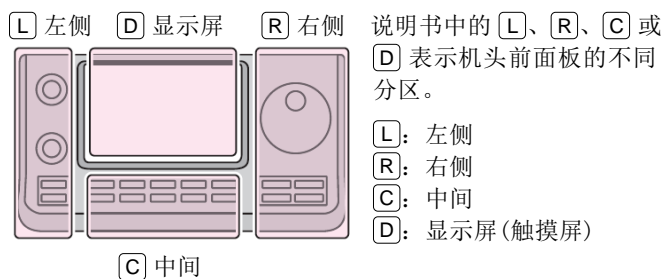 L 左侧 D 显示屏 R 右侧
说明书中的 L、R、C 或
D 表示机头前面板的不同
分区。
L：左侧
R：右侧
C：中间
D：显示屏(触摸屏)
C 中间